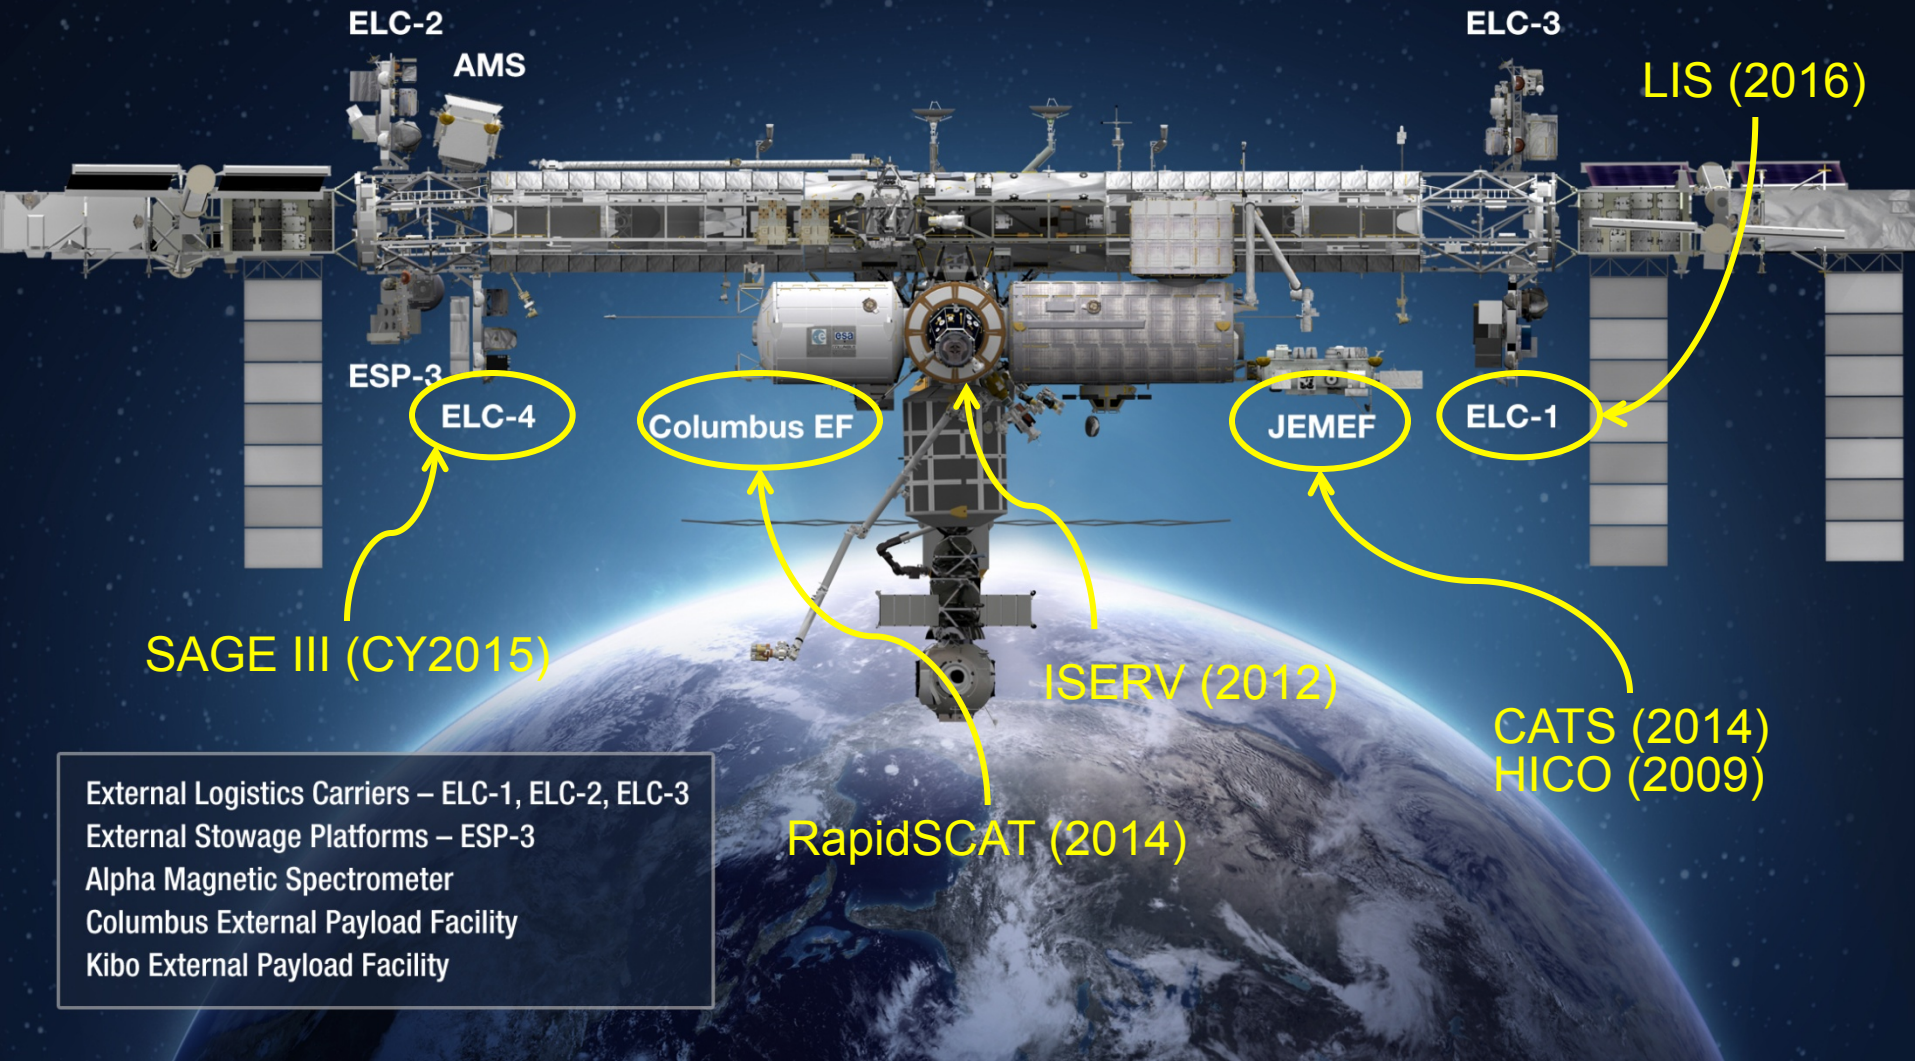 ELC-2
AMS
ELC-3
LIS (2016)
esa
ESP-3
ELC-4
Columbus EF
JEMEF
ELC-1
SAGE III (CY2015)
ISERV (2012)
CATS (2014)
HICO (2009)
RapidSCAT (2014)
External Logistics Carriers – ELC-1, ELC-2, ELC-3
External Stowage Platforms – ESP-3
Alpha Magnetic Spectrometer
Columbus External Payload Facility
Kibo External Payload Facility